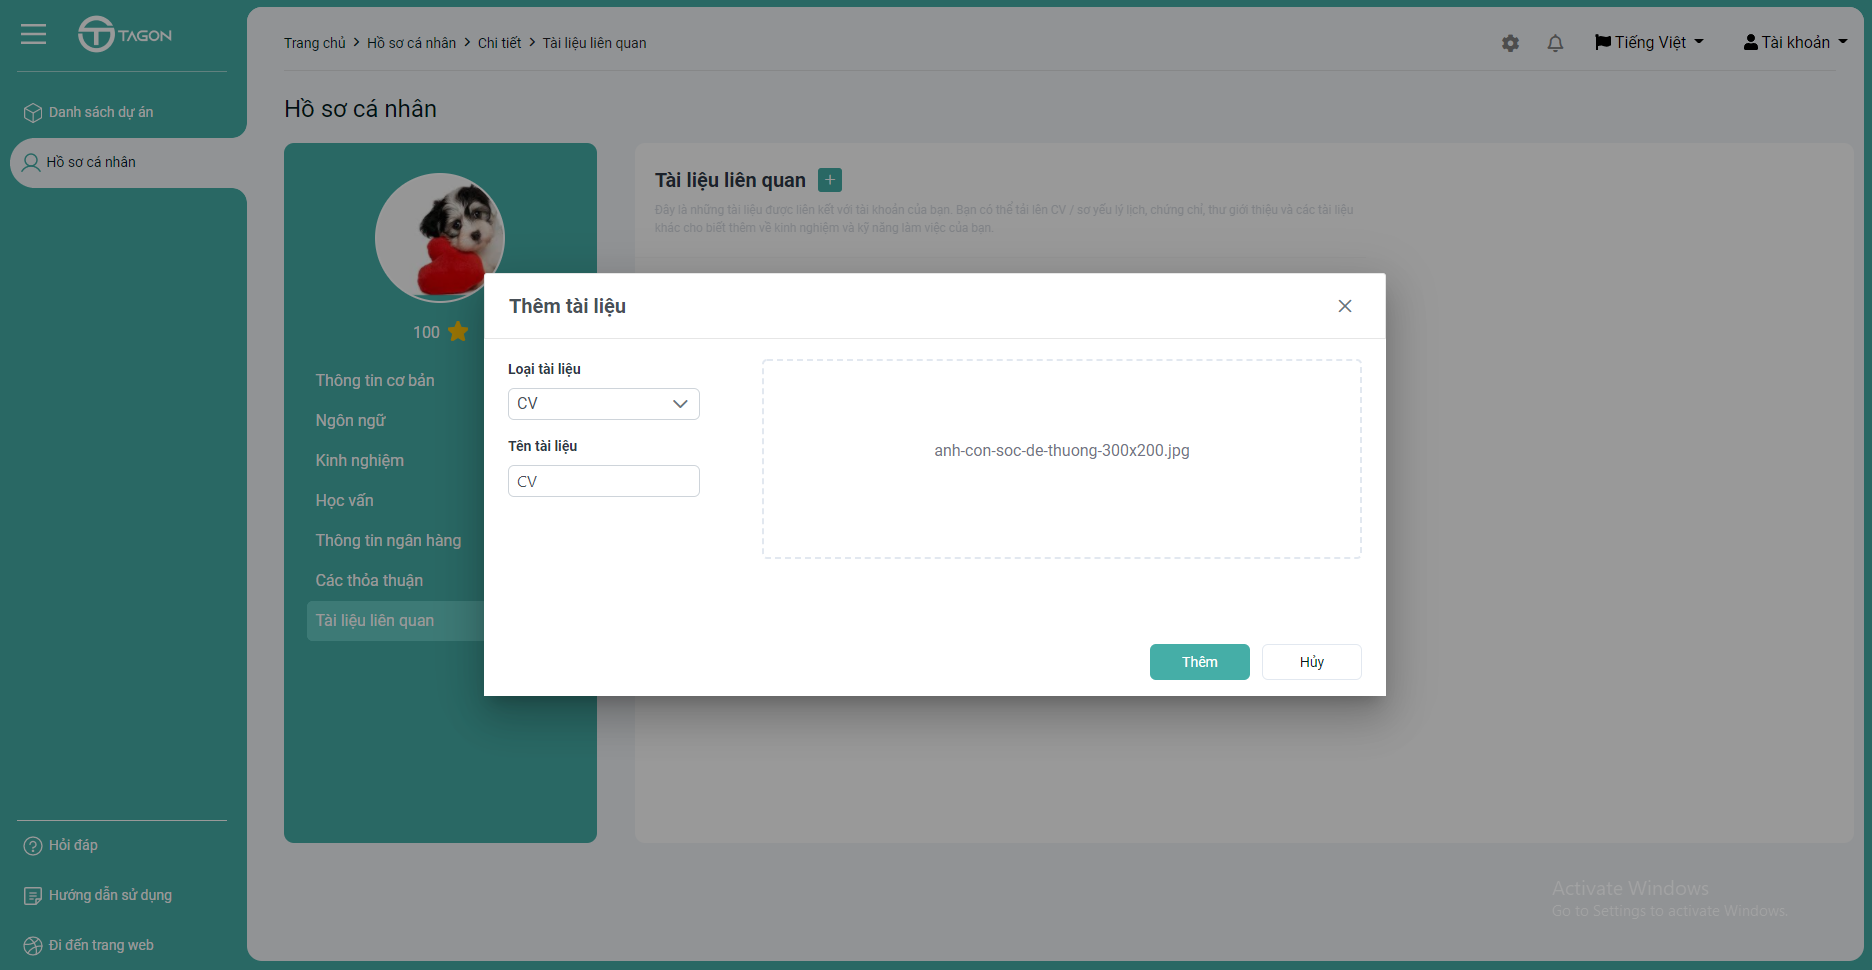 TAGON
Danh sách dự án
Hồ sơ cá nhân
Trang chủ > Hồ sơ cá nhân > Chi tiết > Tài liệu liên quan
Tiếng Việt
Tài khoản
Hồ sơ cá nhân
100
Thông tin cơ bản
Ngôn ngữ
Kinh nghiệm
Học vấn
Thông tin ngân hàng
Các thỏa thuận
Tài liệu liên quan
Tài liệu liên quan +
Đây là những tài liệu được liên kết với tài khoản của bạn. Bạn có thể tải lên CV / sơ yếu lý lịch, chứng chỉ, thư giới thiệu và các tài liệu
khác cho biết thêm về kinh nghiệm và kỹ năng làm việc của bạn.
Thêm tài liệu
Loại tài liệu
CV
Tên tài liệu
CV
anh-con-soc-de-thuong-300x200.jpg
Thêm
Hủy
Hỏi đáp
Hướng dẫn sử dụng
Đi đến trang web
Activate Windows
Go to Settings to activate Windows.